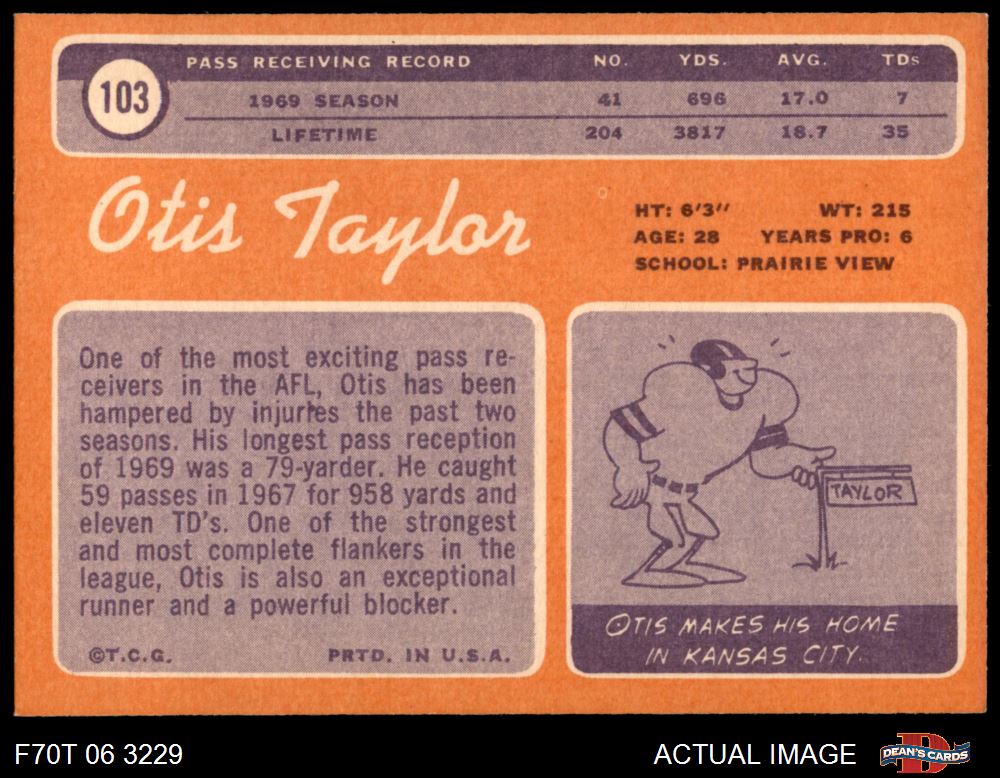 103
PASS RECEIVING RECORD NO. YDS. AVG. TDs
1969 SEASON 41 696 17.0 7
LIFETIME 204 3817 18.7 35
Otis Taylor
HT: 6'3" WT: 215
AGE: 28 YEARS PRO: 6
SCHOOL: PRAIRIE VIEW
One of the most exciting pass re-
ceivers in the AFL, Otis has been
hampered by injuries the past two
seasons. His longest pass reception
of 1969 was a 79-yarder. He caught
59 passes in 1967 for 958 yards and
eleven TD's. One of the strongest
and most complete flankers in the
league, Otis is also an exceptional
runner and a powerful blocker.
©T.C.G. PRTD. IN U.S.A.
TAYLOR
OTIS MAKES HIS HOME
IN KANSAS CITY.
F70T 06 3229
ACTUAL IMAGE
D
DEAN'S CARDS